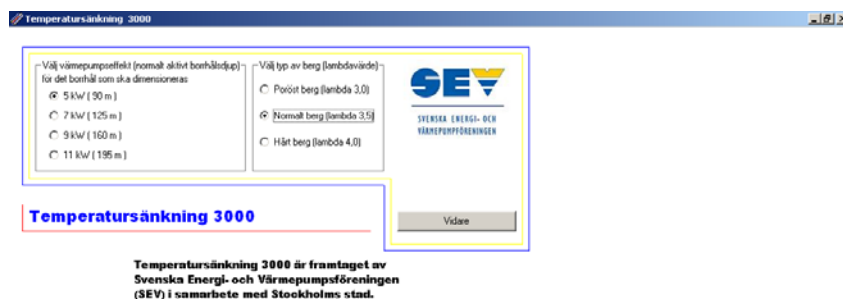 Temperatursänkning 3000
Välj värmepumpseffekt (normalt aktivt borrhålsdjup)
för det borrhål som ska dimensioneras
5 kW ( 90 m )
7 kW ( 125 m )
9 kW ( 160 m )
11 kW ( 195 m )
Välj typ av berg (lambdavärde)
Poröst berg (lambda 3,0)
Normalt berg (lambda 3,5)
Hårt berg (lambda 4,0)
SEV
SVENSKA ENERGI- OCH
VÄRMEPUMPFÖRENINGEN
Temperatursänkning 3000
Vidare
Temperatursänkning 3000 är framtaget av
Svenska Energi- och Värmepumpsföreningen
(SEV) i samarbete med Stockholms stad.